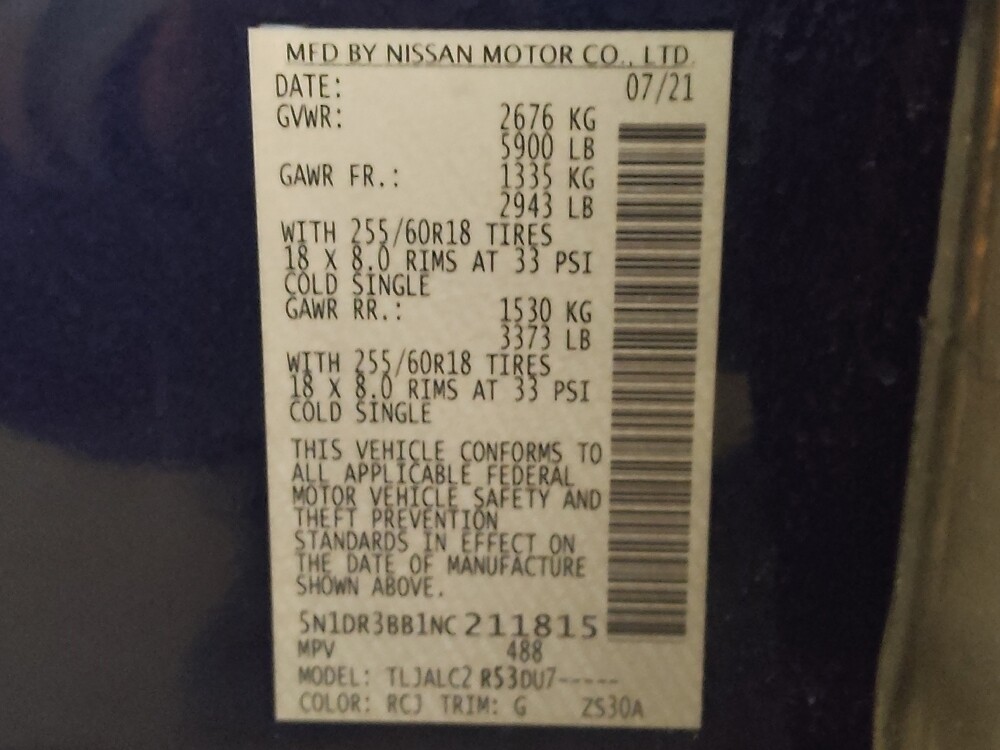 MFD BY NISSAN MOTOR CO., LTD.
DATE: 07/21
GVWR: 2676 KG
5900 LB
GAWR FR.: 1335 KG
2943 LB
WITH 255/60R18 TIRES
18 X 8.0 RIMS AT 33 PSI
COLD SINGLE
GAWR RR.: 1530 KG
3373 LB
WITH 255/60R18 TIRES
18 X 8.0 RIMS AT 33 PSI
COLD SINGLE
THIS VEHICLE CONFORMS TO
ALL APPLICABLE FEDERAL
MOTOR VEHICLE SAFETY AND
THEFT PREVENTION
STANDARDS IN EFFECT ON
THE DATE OF MANUFACTURE
SHOWN ABOVE.
5N1DR3BB1NC211815
MPV 488
MODEL: TLJALC2 R53DU7-----
COLOR: RCJ TRIM: G ZS30A